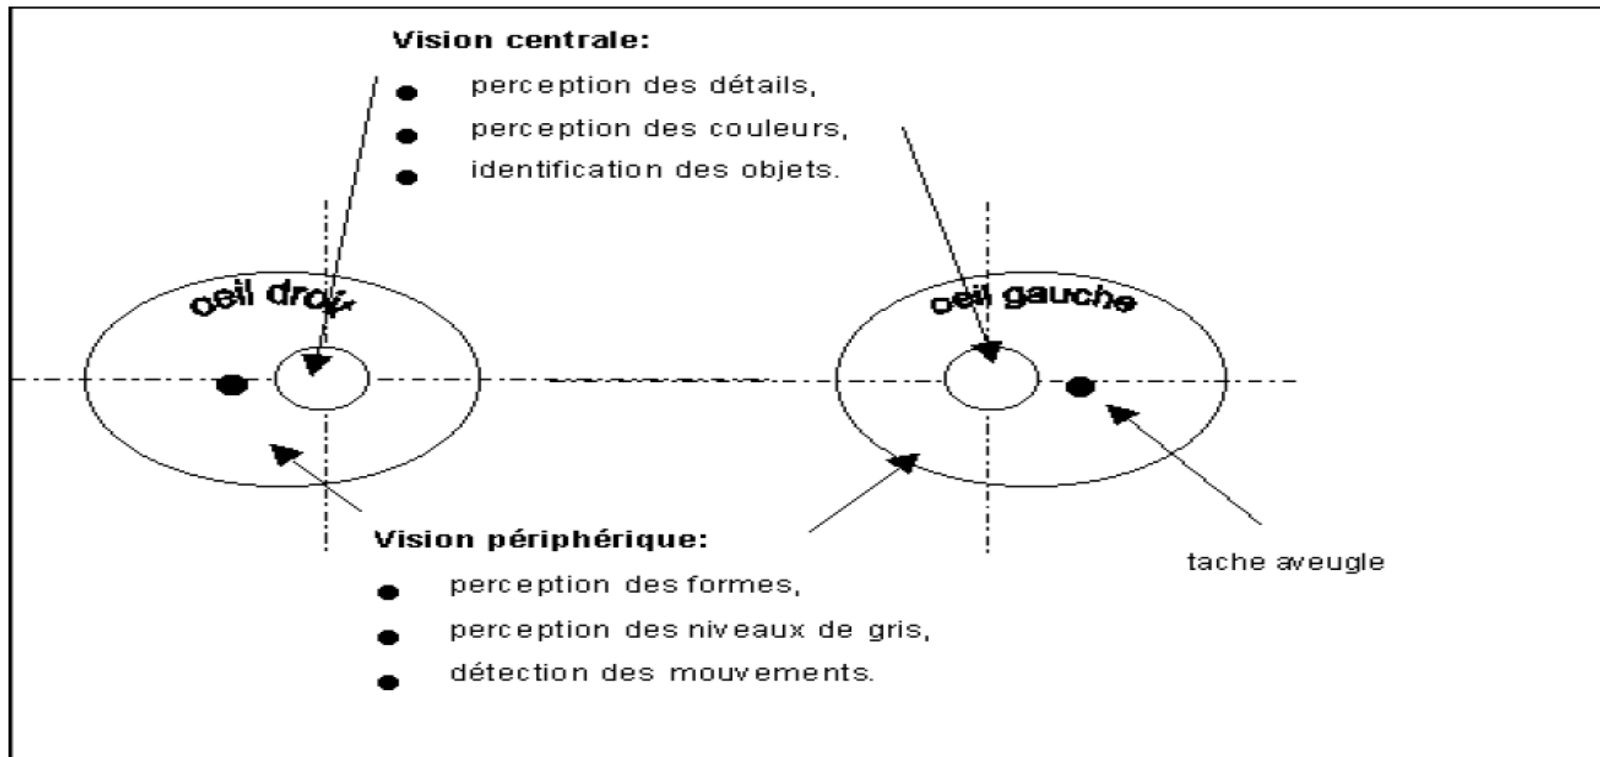 Vision centrale:
● perception des détails,
● perception des couleurs,
● identification des objets.
oeil droit
oeil gauche
Vision périphérique:
● perception des formes,
● perception des niveaux de gris,
● détection des mouvements.
tache aveugle